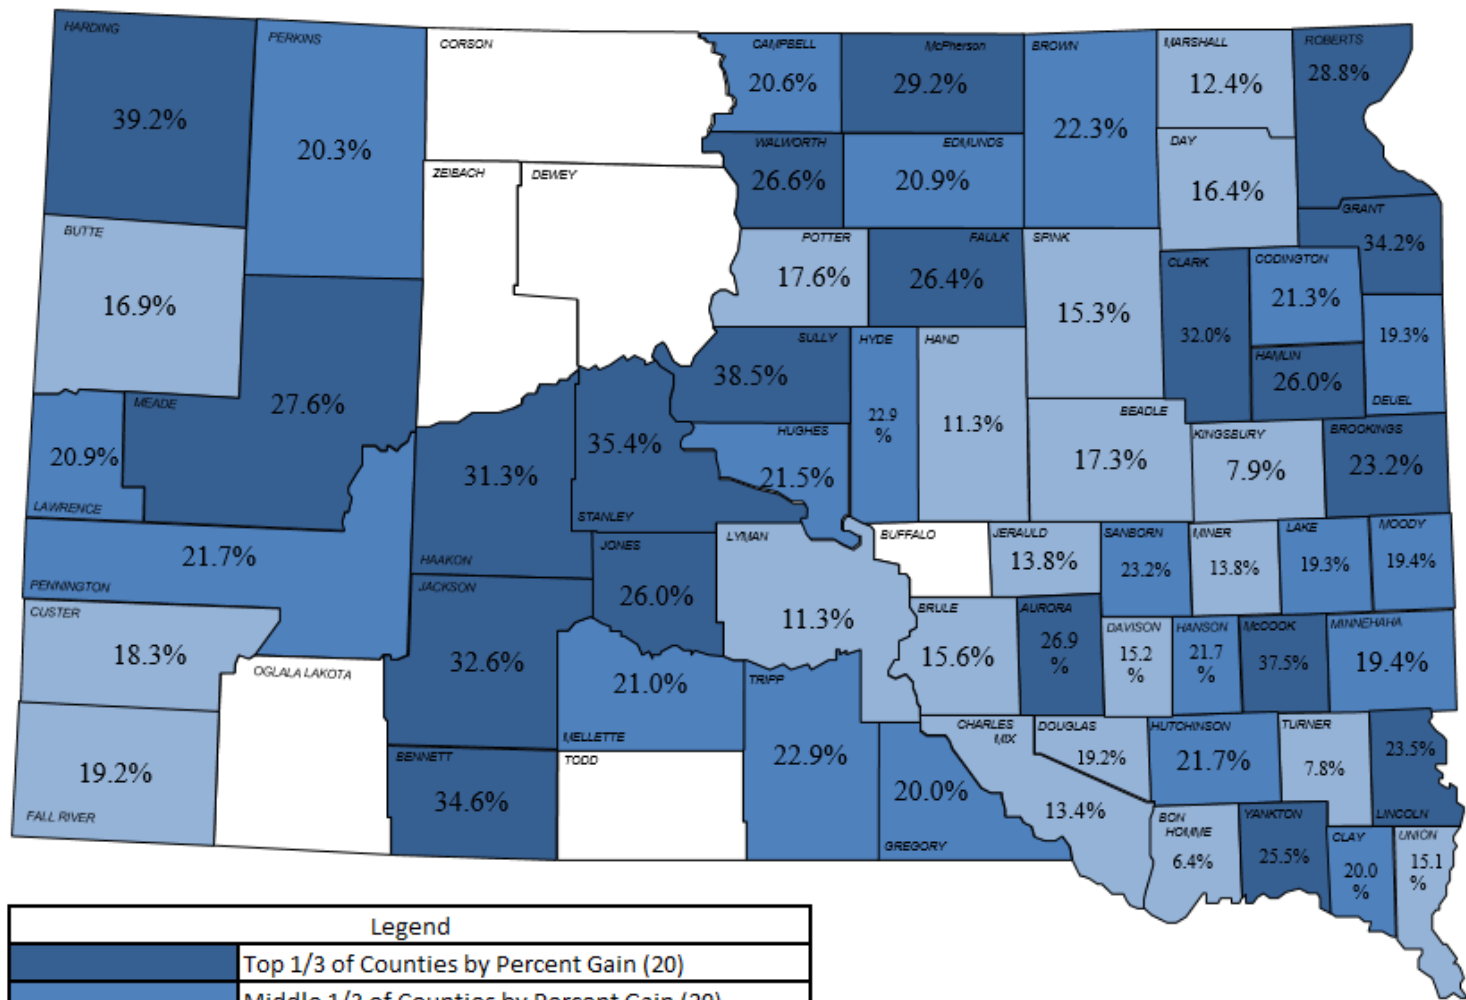 HARDING
39.2%
PERKINS
20.3%
CORSON
CAMPBELL
20.6%
McPherson
29.2%
BROWN
22.3%
MARSHALL
12.4%
ROBERTS
28.8%
WALWORTH
26.6%
EDMUNDS
20.9%
DAY
16.4%
ZEIBACH
DEWEY
GRANT
34.2%
BUTTE
16.9%
POTTER
17.6%
FAULK
26.4%
SPINK
15.3%
CLARK
32.0%
CODINGTON
21.3%
19.3%
DEUEL
HAMLIN
26.0%
MEADE
27.6%
SULLY
38.5%
HYDE
22.9
%
HAND
11.3%
BEADLE
17.3%
KINGSBURY
7.9%
BROOKINGS
23.2%
20.9%
LAWRENCE
31.3%
HAAKON
35.4%
STANLEY
HUGHES
21.5%
21.7%
PENNINGTON
JONES
26.0%
LYMAN
11.3%
BUFFALO
JERAULD
13.8%
SANBORN
23.2%
MINER
13.8%
LAKE
19.3%
MOODY
19.4%
CUSTER
18.3%
JACKSON
32.6%
BRULE
15.6%
AURORA
26.9
%
DAVISON
15.2
%
HANSON
21.7
%
McCOOK
37.5%
MINNEHAHA
19.4%
OGLALA LAKOTA
21.0%
MELLETTE
TRIPP
22.9%
19.2%
FALL RIVER
BENNETT
34.6%
TODD
20.0%
GREGORY
CHARLES
MIX
13.4%
DOUGLAS
19.2%
HUTCHINSON
21.7%
TURNER
7.8%
23.5%
LINCOLN
BON
HOMME
6.4%
YANKTON
25.5%
CLAY
20.0
%
UNION
15.1
%
Legend
Top 1/3 of Counties by Percent Gain (20)
Middle 1/3 of Counties by Percent Gain (20)